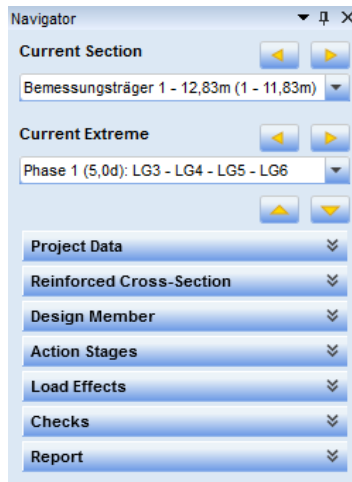 Navigator
Current Section
Bemessungsträger 1 - 12,83m (1 - 11,83m)
Current Extreme
Phase 1 (5,0d): LG3 - LG4 - LG5 - LG6
Project Data
Reinforced Cross-Section
Design Member
Action Stages
Load Effects
Checks
Report